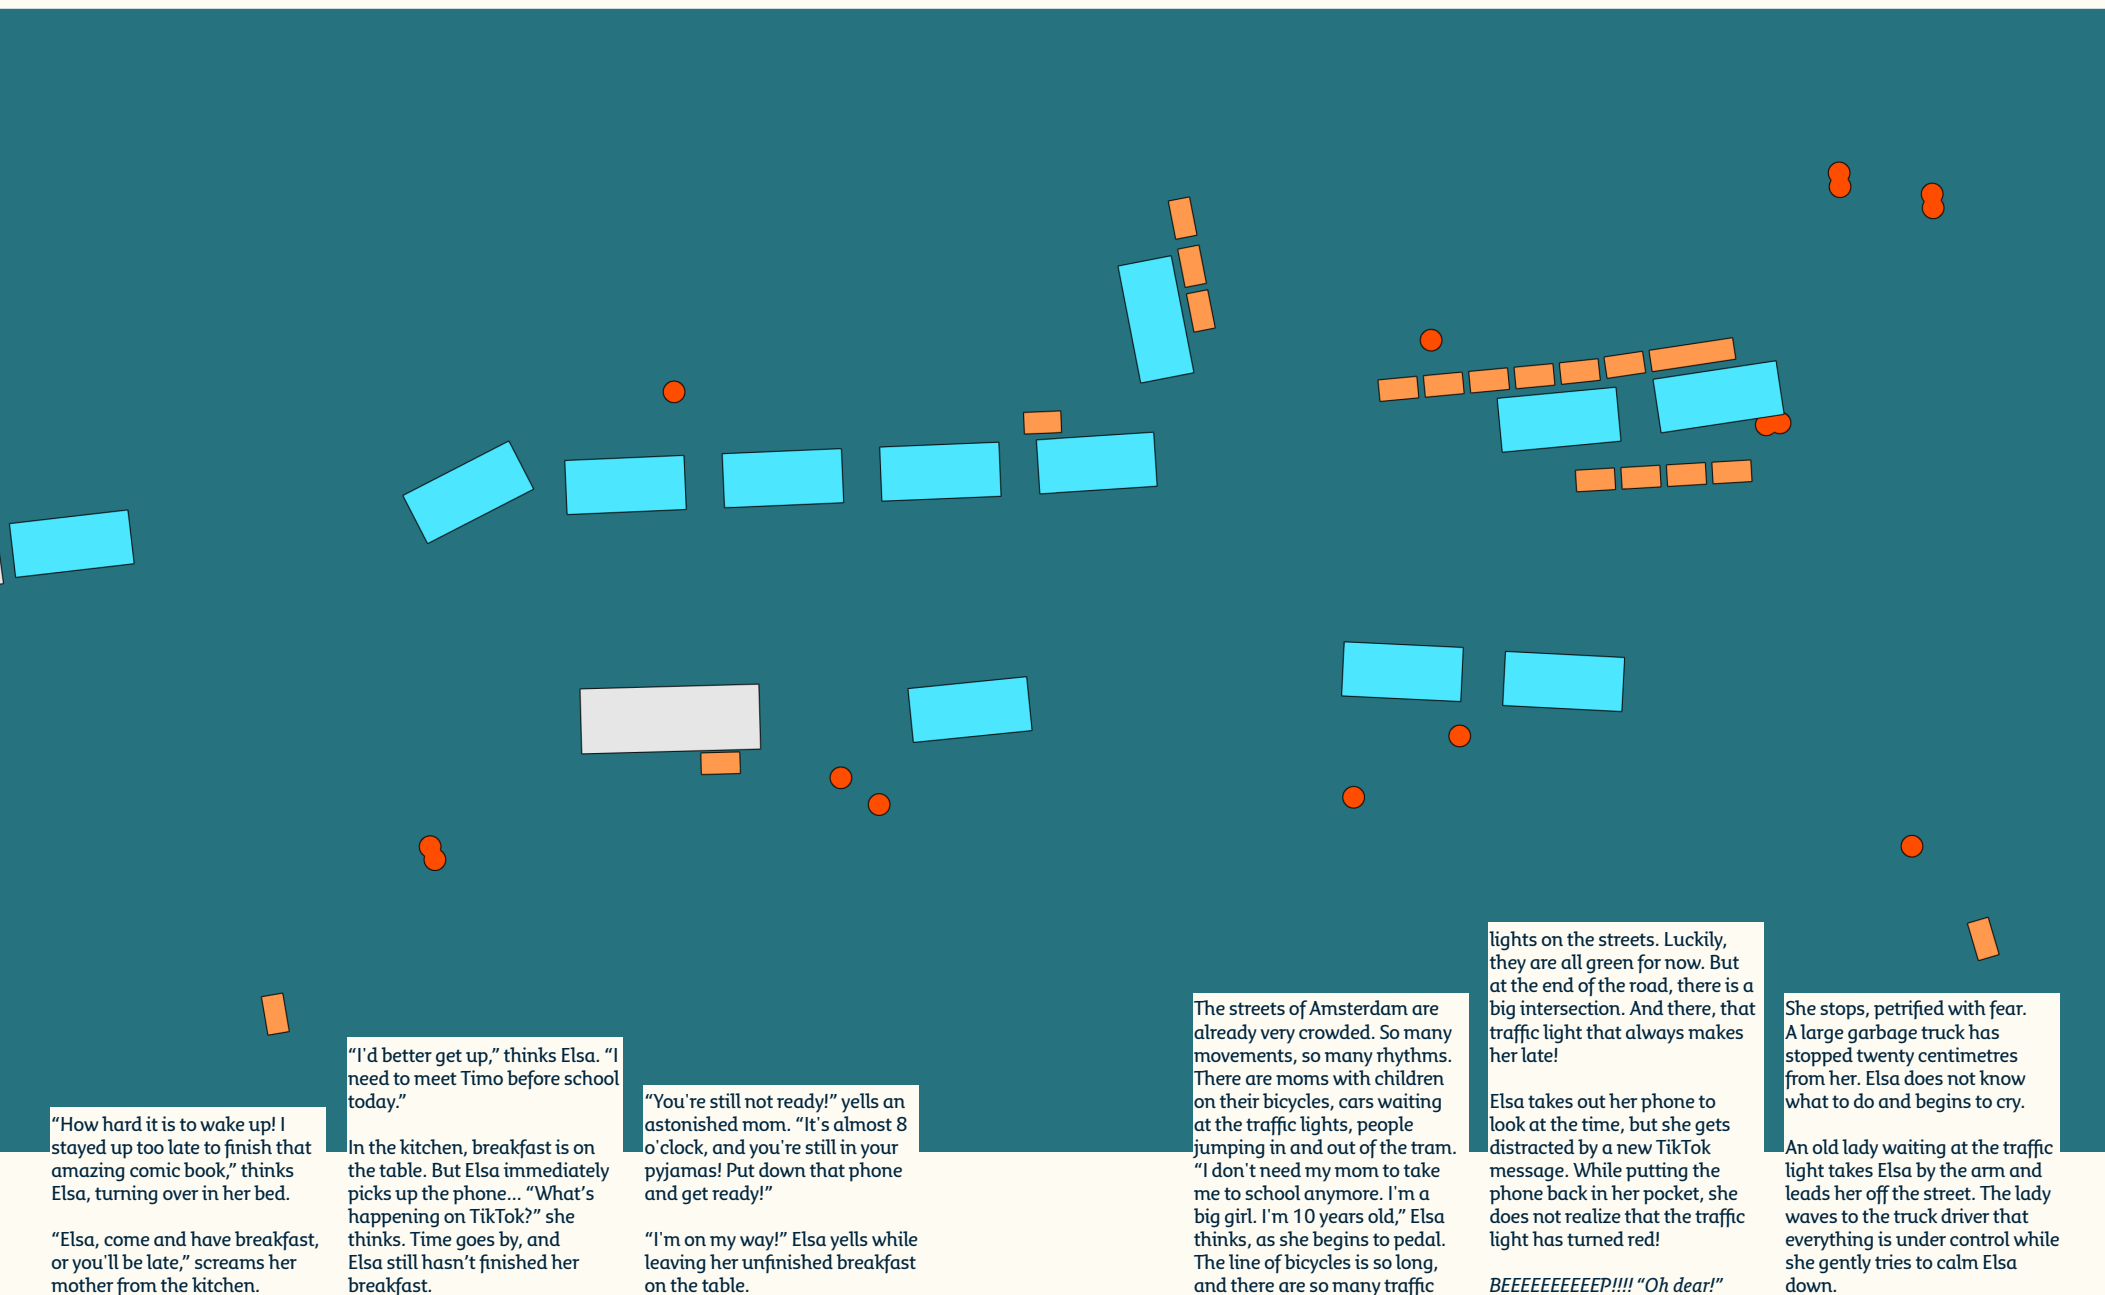 “How hard it is to wake up! I
stayed up too late to finish that
amazing comic book,” thinks
Elsa, turning over in her bed.
“Elsa, come and have breakfast,
or you'll be late,” screams her
mother from the kitchen.
“I'd better get up,” thinks Elsa. “I
need to meet Timo before school
today.”
In the kitchen, breakfast is on
the table. But Elsa immediately
picks up the phone... “What’s
happening on TikTok?” she
thinks. Time goes by, and
Elsa still hasn’t finished her
breakfast.
“You're still not ready!” yells an
astonished mom. “It's almost 8
o'clock, and you're still in your
pyjamas! Put down that phone
and get ready!”
“I'm on my way!” Elsa yells while
leaving her unfinished breakfast
on the table.
The streets of Amsterdam are
already very crowded. So many
movements, so many rhythms.
There are moms with children
on their bicycles, cars waiting
at the traffic lights, people
jumping in and out of the tram.
“I don't need my mom to take
me to school anymore. I'm a
big girl. I'm 10 years old,” Elsa
thinks, as she begins to pedal.
The line of bicycles is so long,
and there are so many traffic
lights on the streets. Luckily,
they are all green for now. But
at the end of the road, there is a
big intersection. And there, that
traffic light that always makes
her late!
Elsa takes out her phone to
look at the time, but she gets
distracted by a new TikTok
message. While putting the
phone back in her pocket, she
does not realize that the traffic
light has turned red!
BEEEEEEEEEEP!!!! “Oh dear!”
She stops, petrified with fear.
A large garbage truck has
stopped twenty centimetres
from her. Elsa does not know
what to do and begins to cry.
An old lady waiting at the traffic
light takes Elsa by the arm and
leads her off the street. The lady
waves to the truck driver that
everything is under control while
she gently tries to calm Elsa
down.